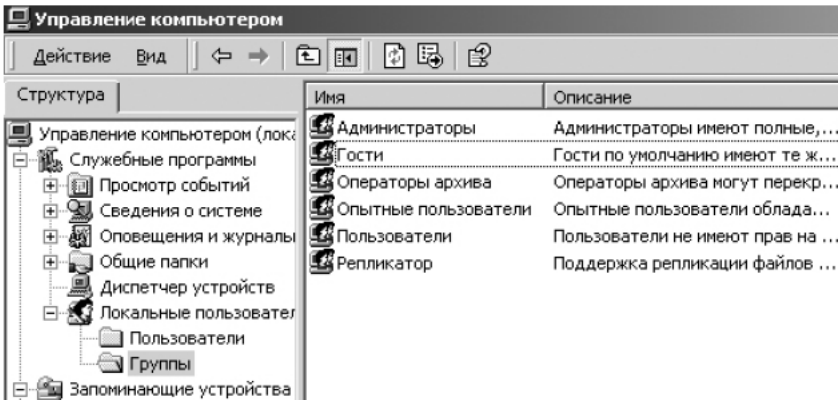 Управление компьютером
Действие Вид
Структура
Имя Описание
Управление компьютером (лока
Служебные программы
Просмотр событий
Сведения о системе
Оповещения и журналы
Общие папки
Диспетчер устройств
Локальные пользовател
Пользователи
Группы
Запоминающие устройства
Администраторы Администраторы имеют полные,...
Гости Гости по умолчанию имеют те ж...
Операторы архива Операторы архива могут перекр...
Опытные пользователи Опытные пользователи облада...
Пользователи Пользователи не имеют прав на ...
Репликатор Поддержка репликации файлов ...